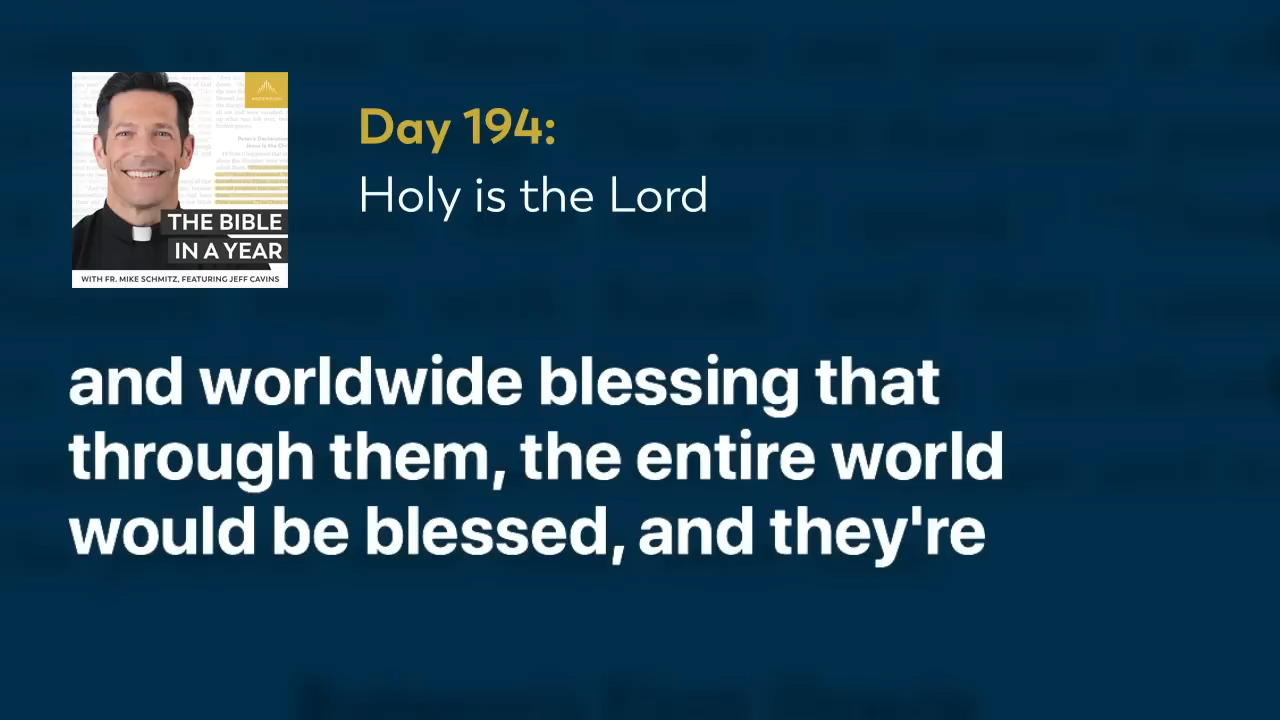 THE BIBLE
IN A YEAR
WITH FR. MIKE SCHMITZ, FEATURING JEFF CAVINS
Day 194:
Holy is the Lord
and worldwide blessing that
through them, the entire world
would be blessed, and they're